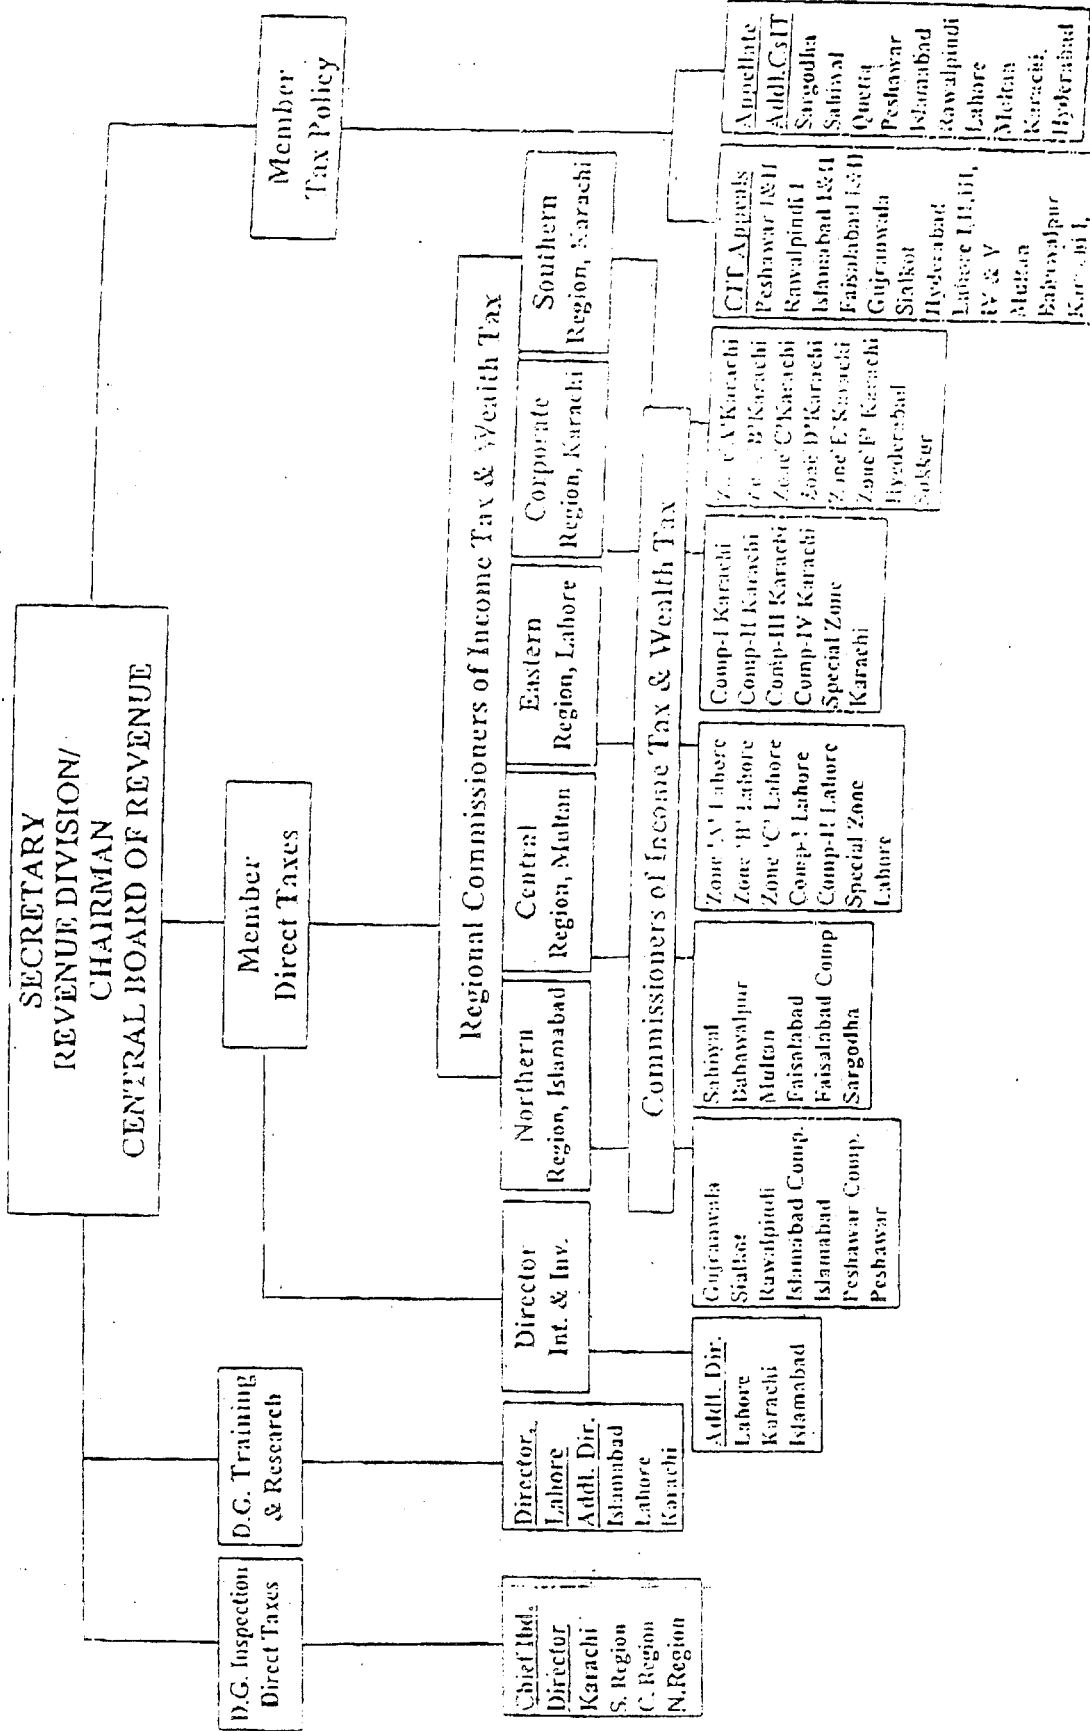 SECRETARY
REVENUE DIVISION/
CHAIRMAN
CENTRAL BOARD OF REVENUE
D.G. Inspection
Direct Taxes
D.G. Training
& Research
Member
Direct Taxes
Member
Tax Policy
Chief
Director
Karachi
S. Region
C. Region
N. Region
Director,
Lahore
Addl. Dir.
Islamabad
Lahore
Karachi
Director
Int. & Inv.
Addl. Dir.
Lahore
Karachi
Islamabad
Regional Commissioners of Income Tax & Wealth Tax
Northern
Region, Islamabad
Central
Region, Multan
Eastern
Region, Lahore
Corporate
Region, Karachi
Southern
Region, Karachi
Commissioners of Income Tax & Wealth Tax
Gujranwala
Sialkot
Rawalpindi
Islamabad Comp.
Islamabad
Peshawar Comp.
Peshawar
Sahiwal
Bahawalpur
Multan
Faisalabad
Faisalabad Comp
Sargodha
Zone 'A' Lahore
Zone 'B' Lahore
Zone 'C' Lahore
Comp-I Lahore
Comp-II Lahore
Special Zone
Lahore
Comp-I Karachi
Comp-II Karachi
Comp-III Karachi
Comp-IV Karachi
Special Zone
Karachi
'A' Karachi
'B' Karachi
Zone 'C' Karachi
Zone 'D' Karachi
Zone 'E' Karachi
Zone 'F' Karachi
Hyderabad
Sukkur
CIT Appeals
Peshawar I&II
Rawalpindi I
Islamabad I&II
Faisalabad I&II
Gujranwala
Sialkot
Hyderabad
Lahore I,II,III,
IV & V
Multan
Bahawalpur
Karachi I,
Appellate
Addl. CsIT
Sargodha
Sahiwal
Quetta
Peshawar
Islamabad
Rawalpindi
Lahore
Multan
Karachi,
Hyderabad